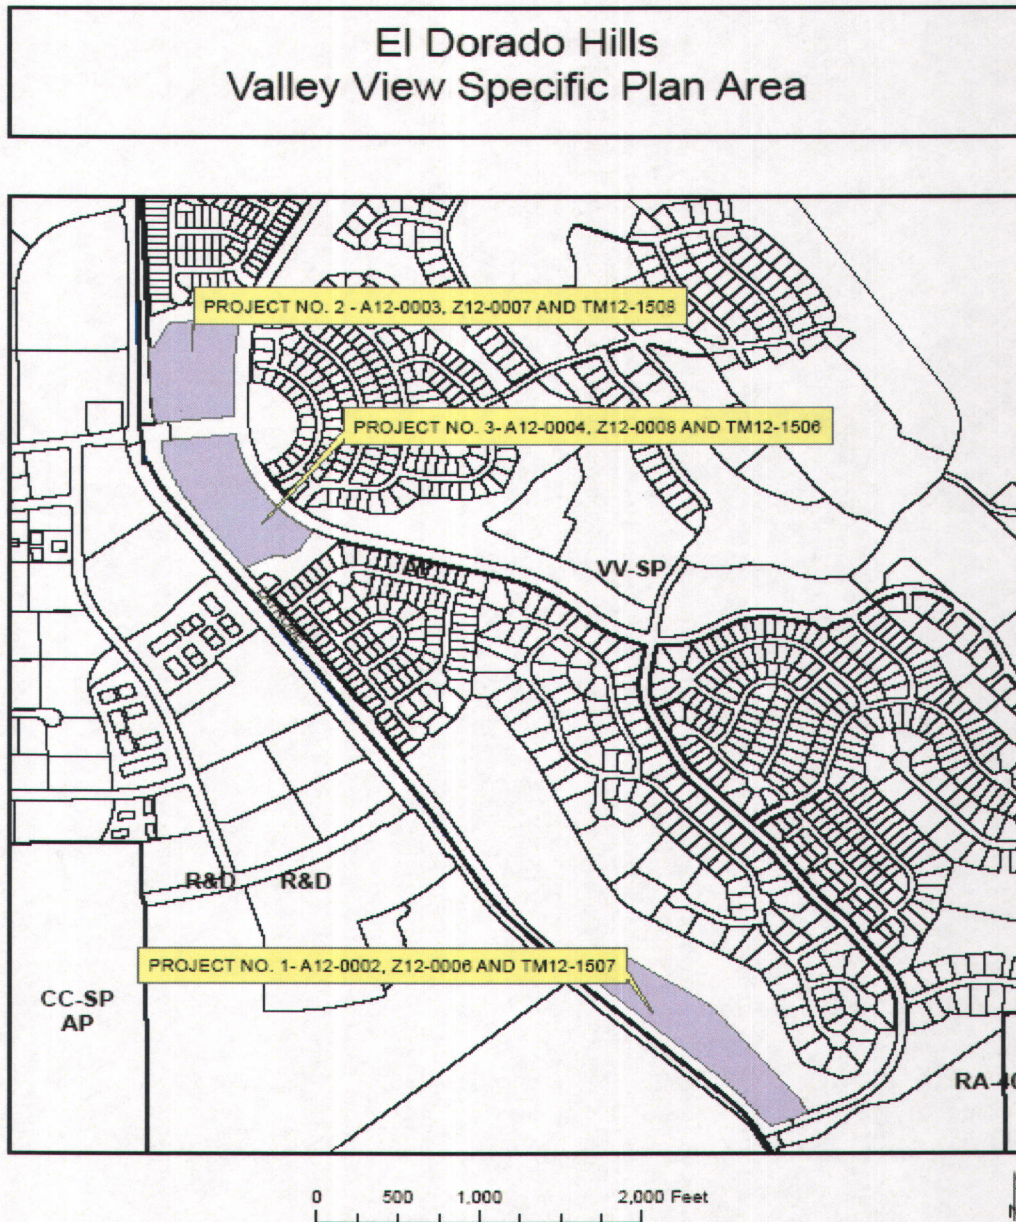 El Dorado Hills
Valley View Specific Plan Area
PROJECT NO. 2 - A12-0003, Z12-0007 AND TM12-1508
PROJECT NO. 3- A12-0004, Z12-0008 AND TM12-1506
VV-SP
R&D R&D
PROJECT NO. 1- A12-0002, Z12-0006 AND TM12-1507
CC-SP
AP
RA-40
0 500 1,000 2,000 Feet